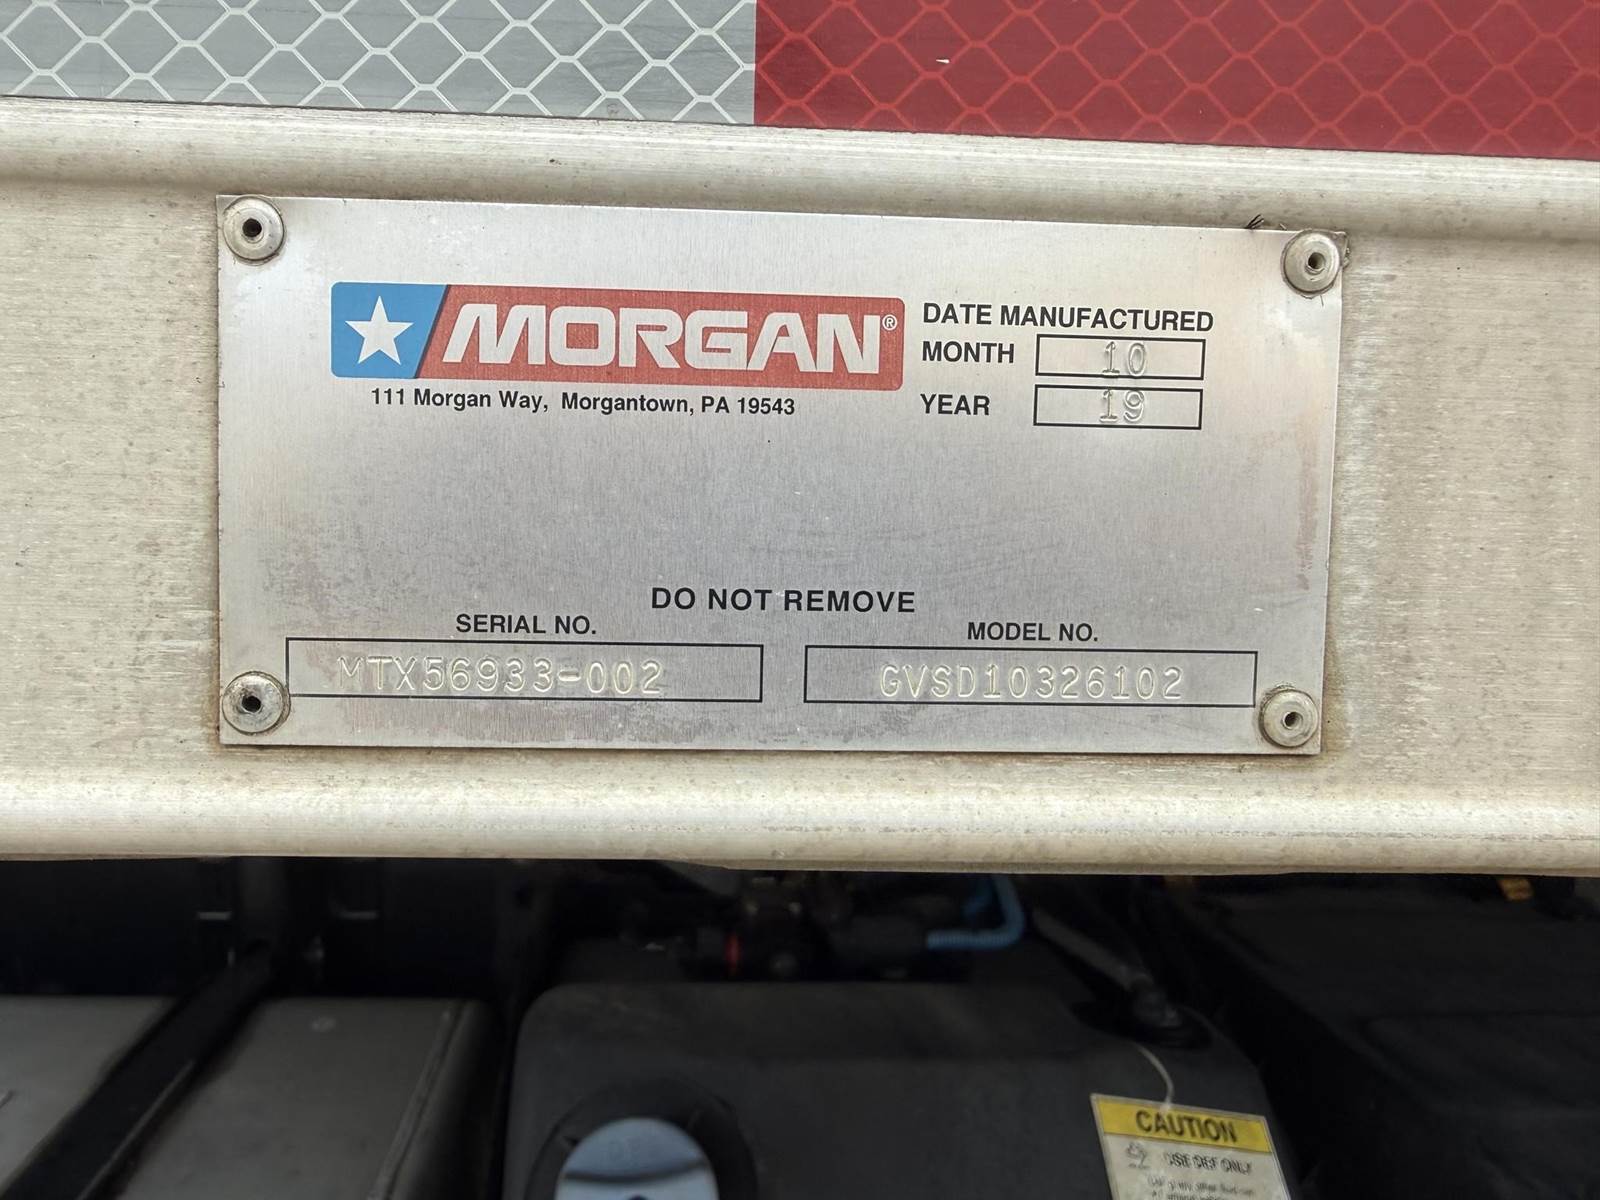 MORGAN®
111 Morgan Way, Morgantown, PA 19543
DATE MANUFACTURED
MONTH 10
YEAR 19
DO NOT REMOVE
SERIAL NO.
MTX56933-002
MODEL NO.
GVSD10326102
CAUTION
USE DEF ONLY